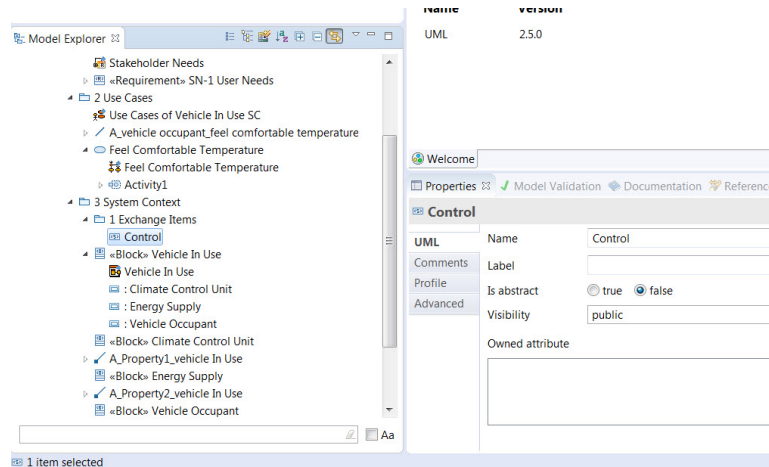 Name Version
UML 2.5.0
Model Explorer
Stakeholder Needs
«Requirement» SN-1 User Needs
2 Use Cases
Use Cases of Vehicle In Use SC
A_vehicle occupant_feel comfortable temperature
Feel Comfortable Temperature
Feel Comfortable Temperature
Activity1
3 System Context
1 Exchange Items
Control
«Block» Vehicle In Use
Vehicle In Use
: Climate Control Unit
: Energy Supply
: Vehicle Occupant
«Block» Climate Control Unit
A_Property1_vehicle In Use
«Block» Energy Supply
A_Property2_vehicle In Use
«Block» Vehicle Occupant
Aa
1 item selected
Welcome
Properties Model Validation Documentation Referenc
Control
UML
Comments
Profile
Advanced
Name Control
Label
Is abstract true false
Visibility public
Owned attribute